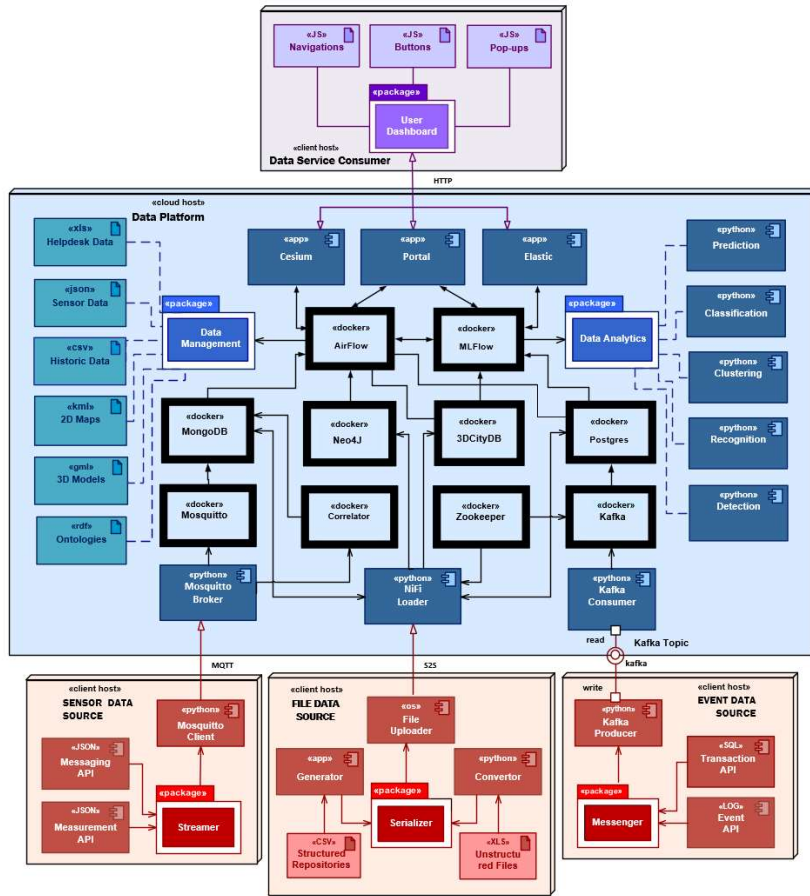 «JS»
Navigations
«JS»
Buttons
«JS»
Pop-ups
«package»
User
Dashboard
«client host»
Data Service Consumer
HTTP
«cloud host»
Data Platform
«xls»
Helpdesk Data
«json»
Sensor Data
«csv»
Historic Data
«kml»
2D Maps
«gml»
3D Models
«rdf»
Ontologies
«app»
Cesium
«app»
Portal
«app»
Elastic
«package»
Data
Management
«docker»
AirFlow
«docker»
MLFlow
«package»
Data Analytics
«python»
Prediction
«python»
Classification
«python»
Clustering
«python»
Recognition
«python»
Detection
«docker»
MongoDB
«docker»
Neo4J
«docker»
3DCityDB
«docker»
Postgres
«docker»
Mosquitto
«docker»
Correlator
«docker»
Zookeeper
«docker»
Kafka
«python»
Mosquitto
Broker
«python»
NiFi
Loader
«python»
Kafka
Consumer
read
Kafka Topic
kafka
MQTT
S2S
write
«client host»
SENSOR DATA
SOURCE
«python»
Mosquitto
Client
«JSON»
Messaging
API
«JSON»
Measurement
API
«package»
Streamer
«client host»
FILE DATA
SOURCE
«os»
File
Uploader
«app»
Generator
«python»
Convertor
«package»
Serializer
«CSV»
Structured
Repositories
«XLS»
Unstructu
red Files
«client host»
EVENT DATA
SOURCE
«python»
Kafka
Producer
«SQL»
Transaction
API
«package»
Messenger
«LOG»
Event
API